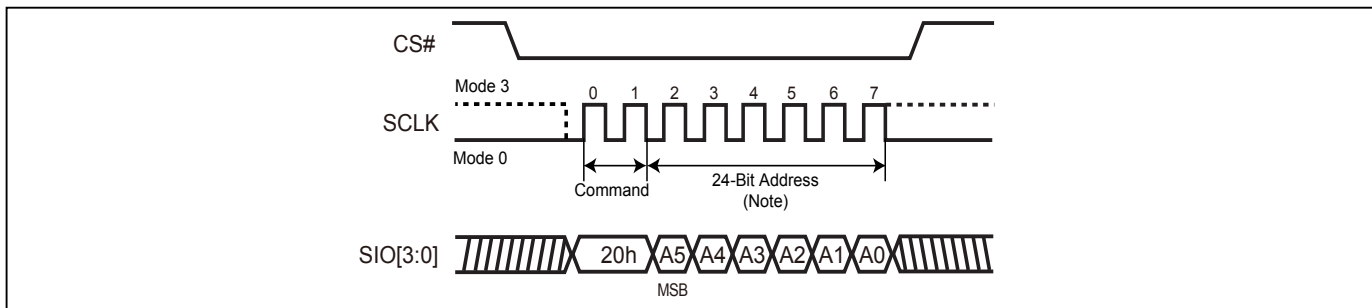 CS#
Mode 3
0 1 2 3 4 5 6 7
SCLK
Mode 0
Command
24-Bit Address
(Note)
SIO[3:0]
20h A5 A4 A3 A2 A1 A0
MSB